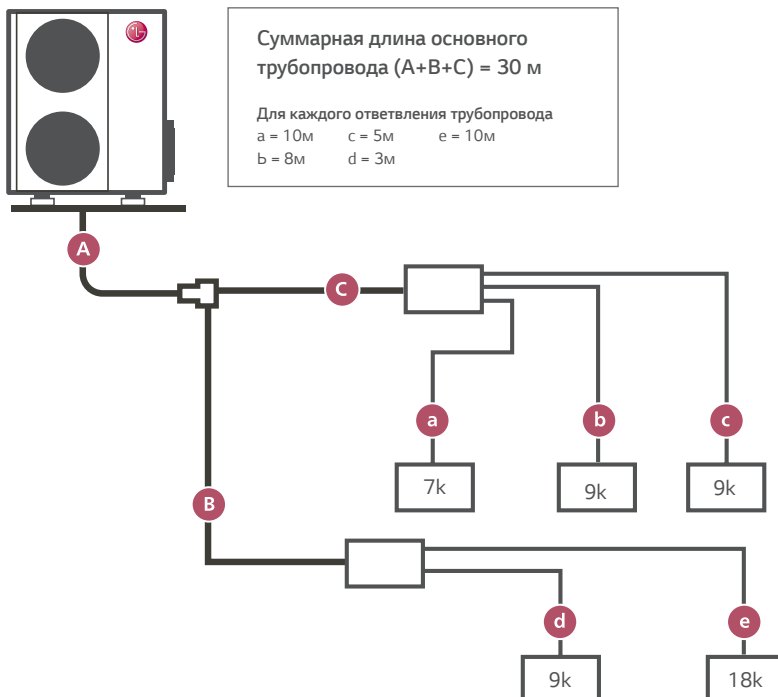 LG
Суммарная длина основного
трубопровода (А+В+С) = 30 м
Для каждого ответвления трубопровода
a = 10м c = 5м e = 10м
b = 8м d = 3м
A
C
a
b
c
7k
9k
9k
B
d
e
9k
18k